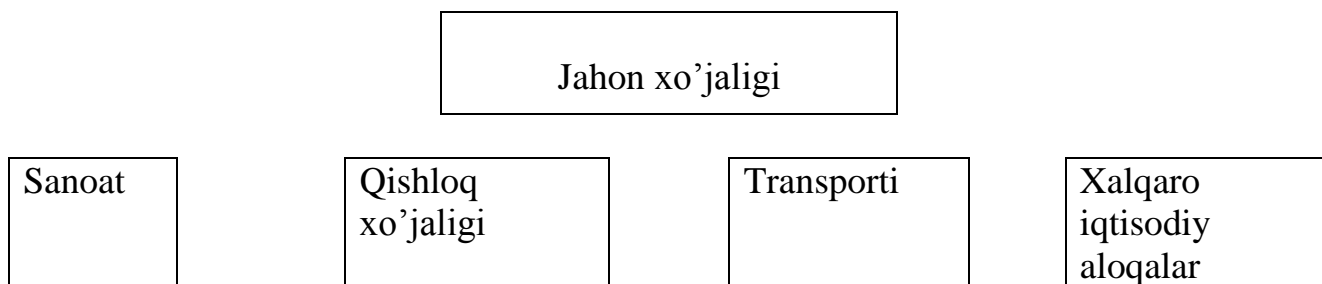 Jahon xo’jaligi
Sanoat
Qishloq
xo’jaligi
Transporti
Xalqaro
iqtisodiy
aloqalar